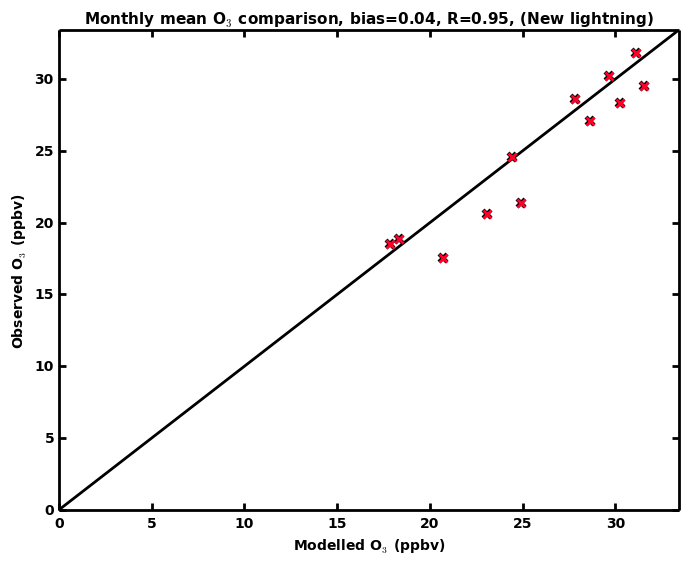 Monthly mean O₃ comparison, bias=0.04, R=0.95, (New lightning)
Observed O₃ (ppbv)
30
25
20
15
10
5
0
0 5 10 15 20 25 30
Modelled O₃ (ppbv)